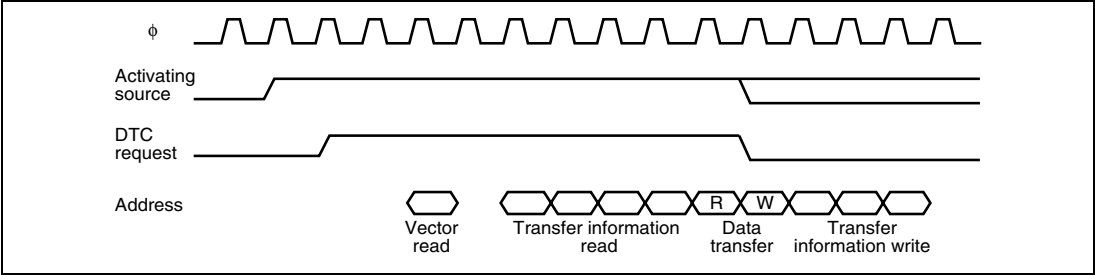 φ
Activating
source
DTC
request
Address
R W
Vector
read
Transfer information
read
Data
transfer
Transfer
information write